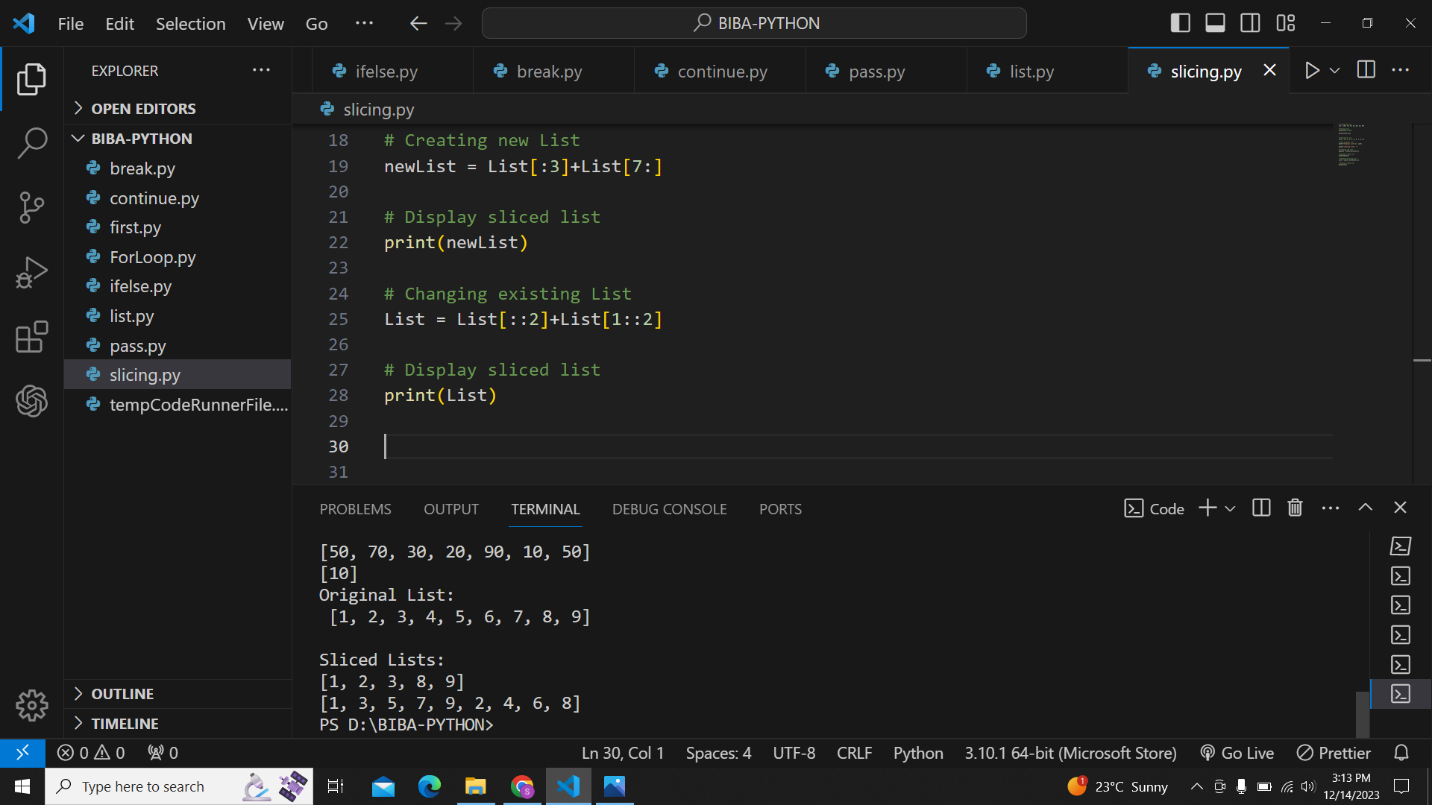 File Edit Selection View Go ··· BIBA-PYTHON
EXPLORER ···
OPEN EDITORS
BIBA-PYTHON
break.py
continue.py
first.py
ForLoop.py
ifelse.py
list.py
pass.py
slicing.py
tempCodeRunnerFile....
OUTLINE
TIMELINE
ifelse.py break.py continue.py pass.py list.py slicing.py
slicing.py
18 # Creating new List
19 newList = List[:3]+List[7:]
20
21 # Display sliced list
22 print(newList)
23
24 # Changing existing List
25 List = List[::2]+List[1::2]
26
27 # Display sliced list
28 print(List)
29
30
31
PROBLEMS OUTPUT TERMINAL DEBUG CONSOLE PORTS Code
[50, 70, 30, 20, 90, 10, 50]
[10]
Original List:
 [1, 2, 3, 4, 5, 6, 7, 8, 9]

Sliced Lists:
[1, 2, 3, 8, 9]
[1, 3, 5, 7, 9, 2, 4, 6, 8]
PS D:\BIBA-PYTHON>
0 0 0 Ln 30, Col 1 Spaces: 4 UTF-8 CRLF Python 3.10.1 64-bit (Microsoft Store) Go Live Prettier
Type here to search S 1 23°C Sunny 3:13 PM
12/14/2023